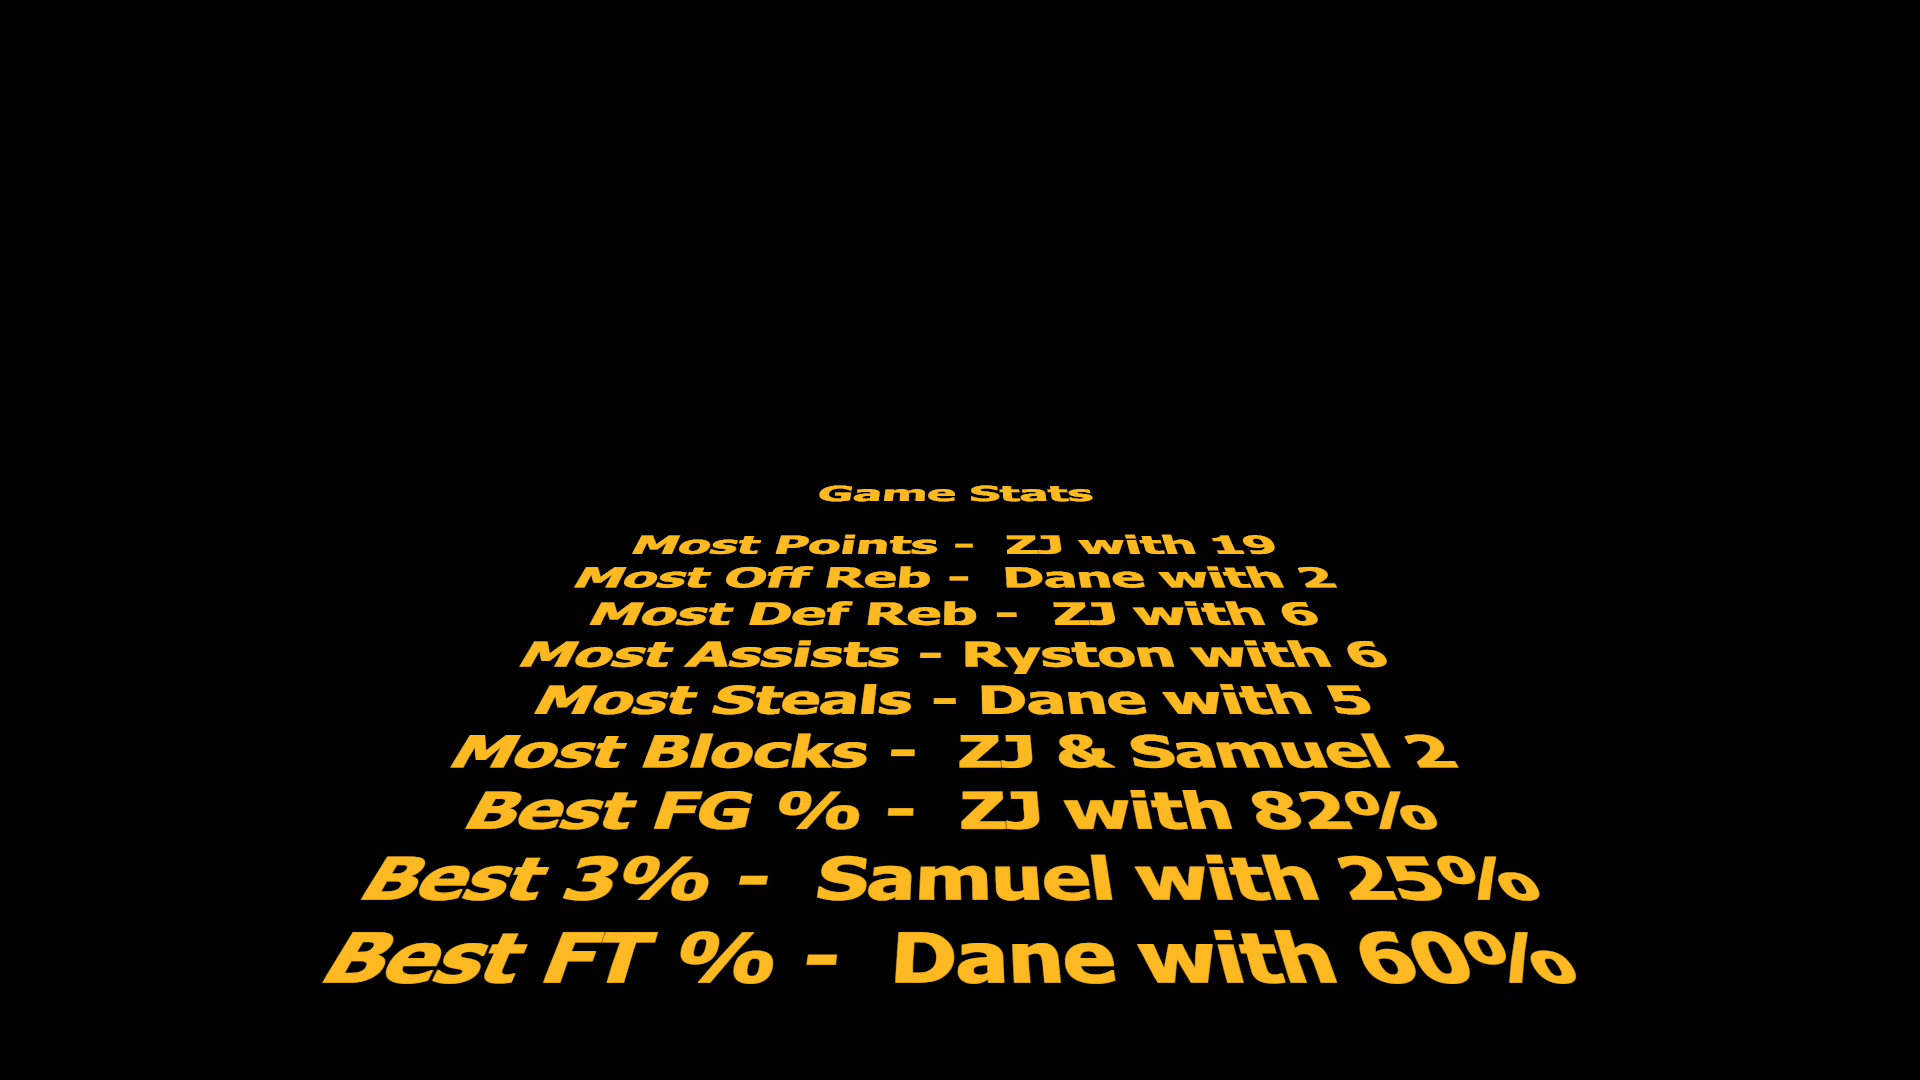 Game Stats
Most Points – ZJ with 19
Most Off Reb – Dane with 2
Most Def Reb – ZJ with 6
Most Assists – Ryston with 6
Most Steals – Dane with 5
Most Blocks – ZJ & Samuel 2
Best FG % – ZJ with 82%
Best 3% – Samuel with 25%
Best FT % – Dane with 60%